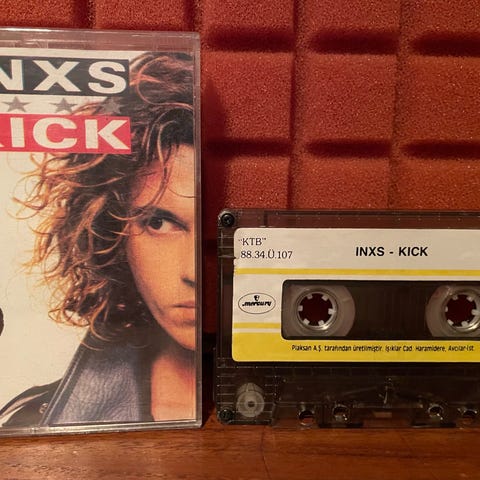 INXS
KICK
"KTB"
88.34.Ü.107
INXS - KICK
mercury
Plaksan A.Ş. tarafından üretilmiştir. Işıklar Cad. Haramidere, Avcılar-İst.